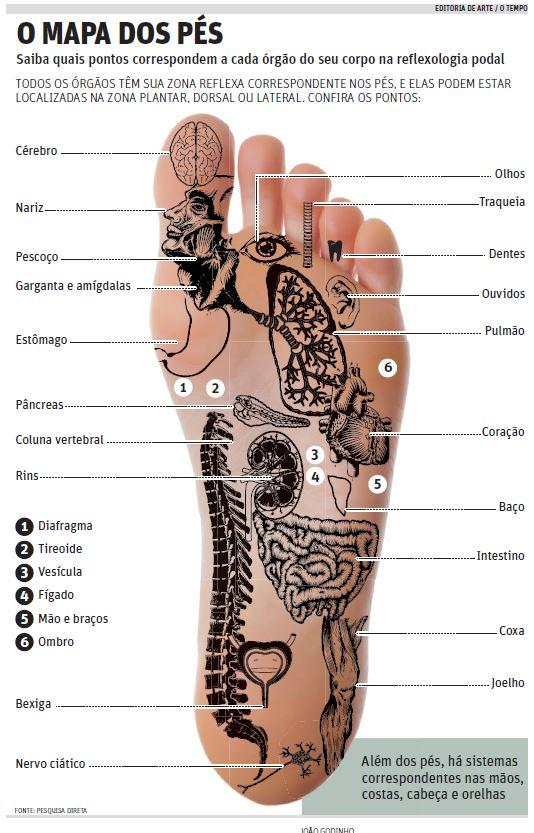 EDITORIA DE ARTE / O TEMPO
O MAPA DOS PÉS
Saiba quais pontos correspondem a cada órgão do seu corpo na reflexologia podal
TODOS OS ÓRGÃOS TÊM SUA ZONA REFLEXA CORRESPONDENTE NOS PÉS, E ELAS PODEM ESTAR
LOCALIZADAS NA ZONA PLANTAR, DORSAL OU LATERAL. CONFIRA OS PONTOS:
Cérebro
Nariz
Pescoço
Garganta e amígdalas
Estômago
Pâncreas
Coluna vertebral
Rins
Olhos
Traqueia
Dentes
Ouvidos
Pulmão
Coração
Baço
Intestino
Coxa
Joelho
1
2
6
3
4
5
1 Diafragma
2 Tireoide
3 Vesícula
4 Fígado
5 Mão e braços
6 Ombro
Bexiga
Nervo ciático
Além dos pés, há sistemas
correspondentes nas mãos,
costas, cabeça e orelhas
FONTE: PESQUISA DIRETA
JOÃO GODINHO